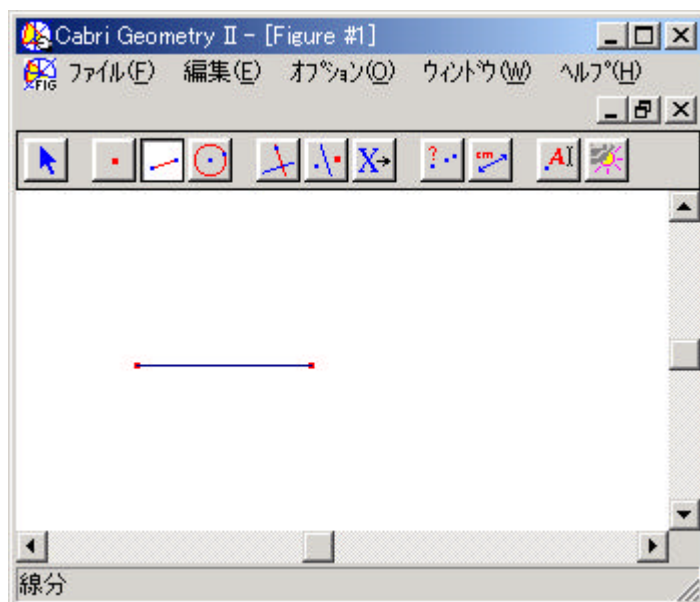 Cabri Geometry II - [Figure #1]
ファイル(F) 編集(E) オプション(O) ウィンドウ(W) ヘルプ(H)
X ? cm A
線分